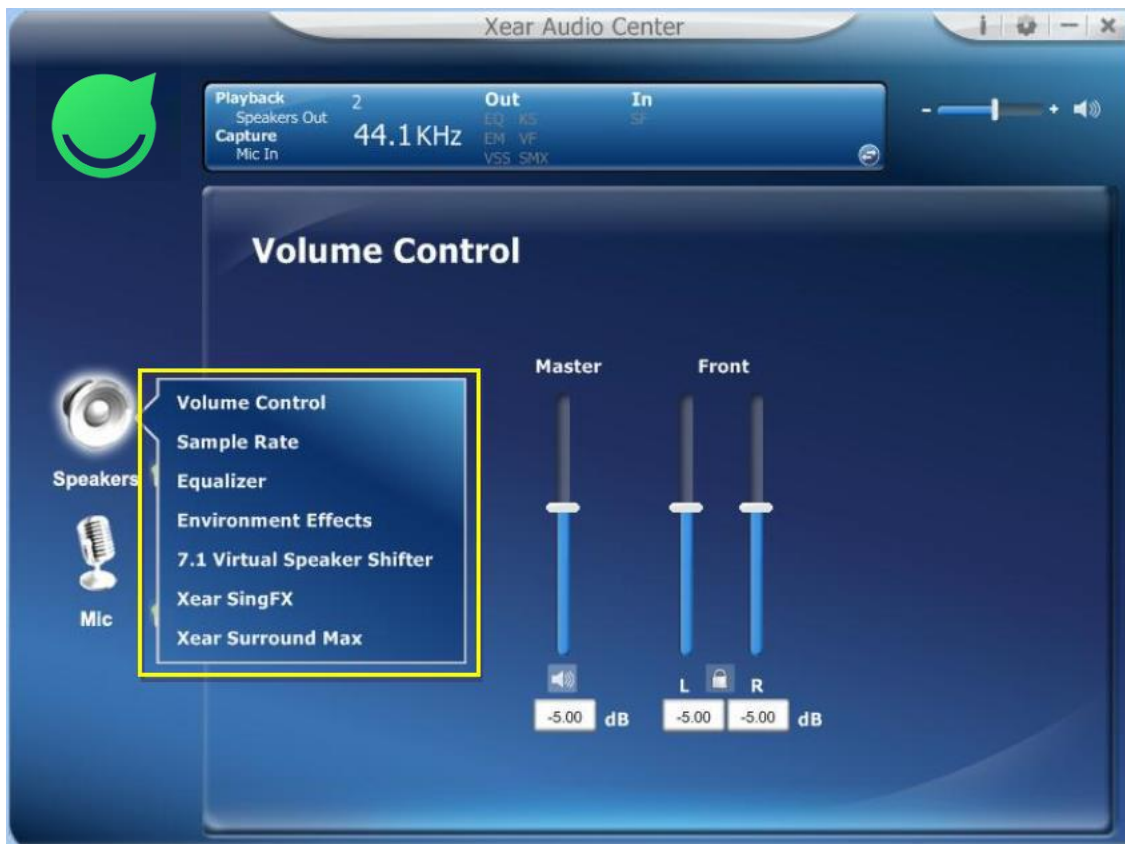 Xear Audio Center
i
Playback 2 Out In
Speakers Out EQ KS SF
Capture 44.1 KHz EM VF
Mic In VSS SMX
- +
Volume Control
Master Front
Volume Control
Sample Rate
Equalizer
Environment Effects
7.1 Virtual Speaker Shifter
Xear SingFX
Xear Surround Max
Speakers
Mic
L R
-5.00 dB -5.00 -5.00 dB